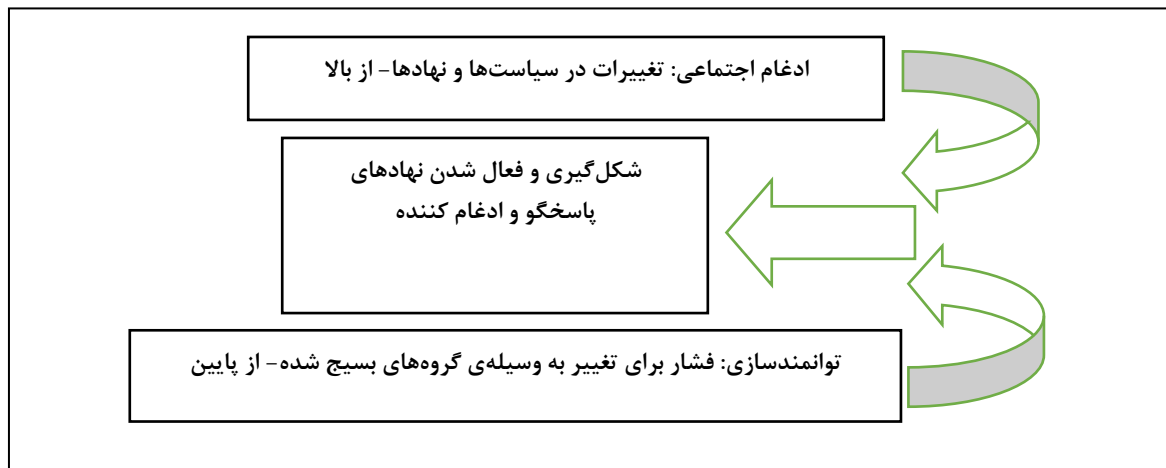 ادغام اجتماعی: تغییرات در سیاست‌ها و نهادها- از بالا
شکل‌گیری و فعال شدن نهادهای
پاسخگو و ادغام کننده
توانمندسازی: فشار برای تغییر به وسیله‌ی گروه‌های بسیج شده- از پایین